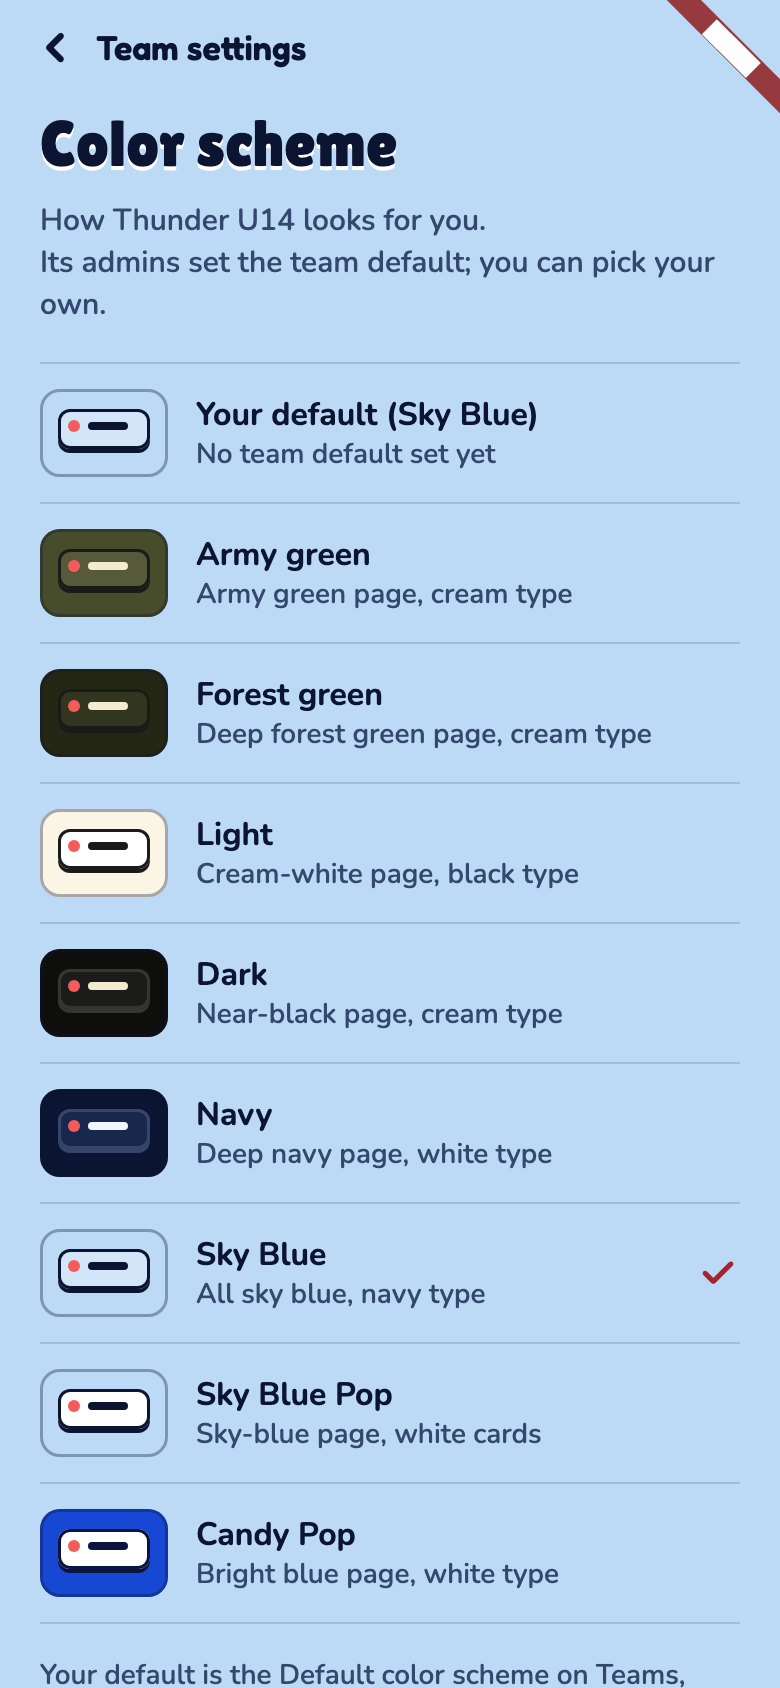 Team settings
Color scheme
How Thunder U14 looks for you.
Its admins set the team default; you can pick your
own.
Your default (Sky Blue)
No team default set yet
Army green
Army green page, cream type
Forest green
Deep forest green page, cream type
Light
Cream-white page, black type
Dark
Near-black page, cream type
Navy
Deep navy page, white type
Sky Blue
All sky blue, navy type
Sky Blue Pop
Sky-blue page, white cards
Candy Pop
Bright blue page, white type
Your default is the Default color scheme on Teams,